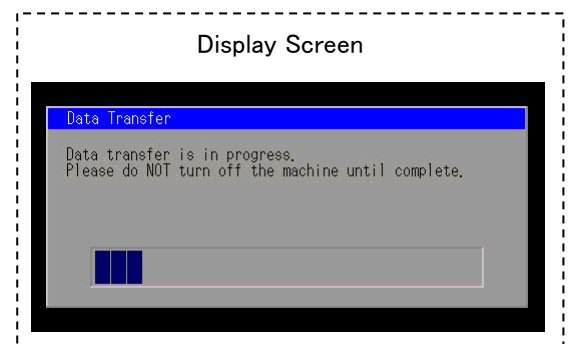 Display Screen
Data Transfer
Data transfer is in progress.
Please do NOT turn off the machine until complete.